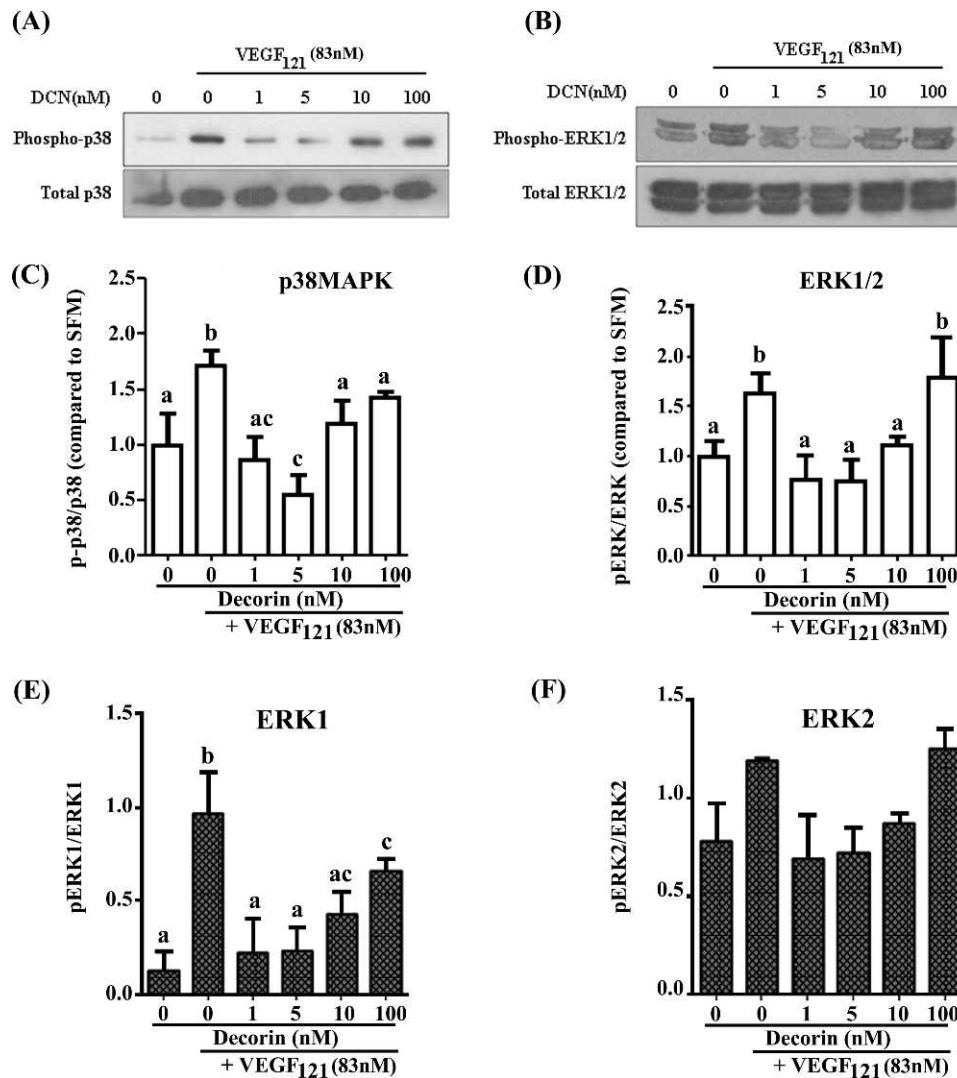 (A)
VEGF121 (83nM)
DCN(nM) 0 0 1 5 10 100
Phospho-p38
Total p38
(B)
VEGF121 (83nM)
DCN(nM) 0 0 1 5 10 100
Phospho-ERK1/2
Total ERK1/2
(C)
p38MAPK
p-p38/p38 (compared to SFM)
2.5
2.0
1.5
1.0
0.5
0.0
a b ac c a a
0 0 1 5 10 100
Decorin (nM)
+ VEGF121 (83nM)
(D)
ERK1/2
pERK/ERK (compared to SFM)
2.5
2.0
1.5
1.0
0.5
0.0
a b a a a b
0 0 1 5 10 100
Decorin (nM)
+ VEGF121 (83nM)
(E)
ERK1
pERK1/ERK1
1.5
1.0
0.5
0.0
a b a a ac c
0 0 1 5 10 100
Decorin (nM)
+ VEGF121 (83nM)
(F)
ERK2
pERK2/ERK2
1.5
1.0
0.5
0.0
0 0 1 5 10 100
Decorin (nM)
+ VEGF121 (83nM)